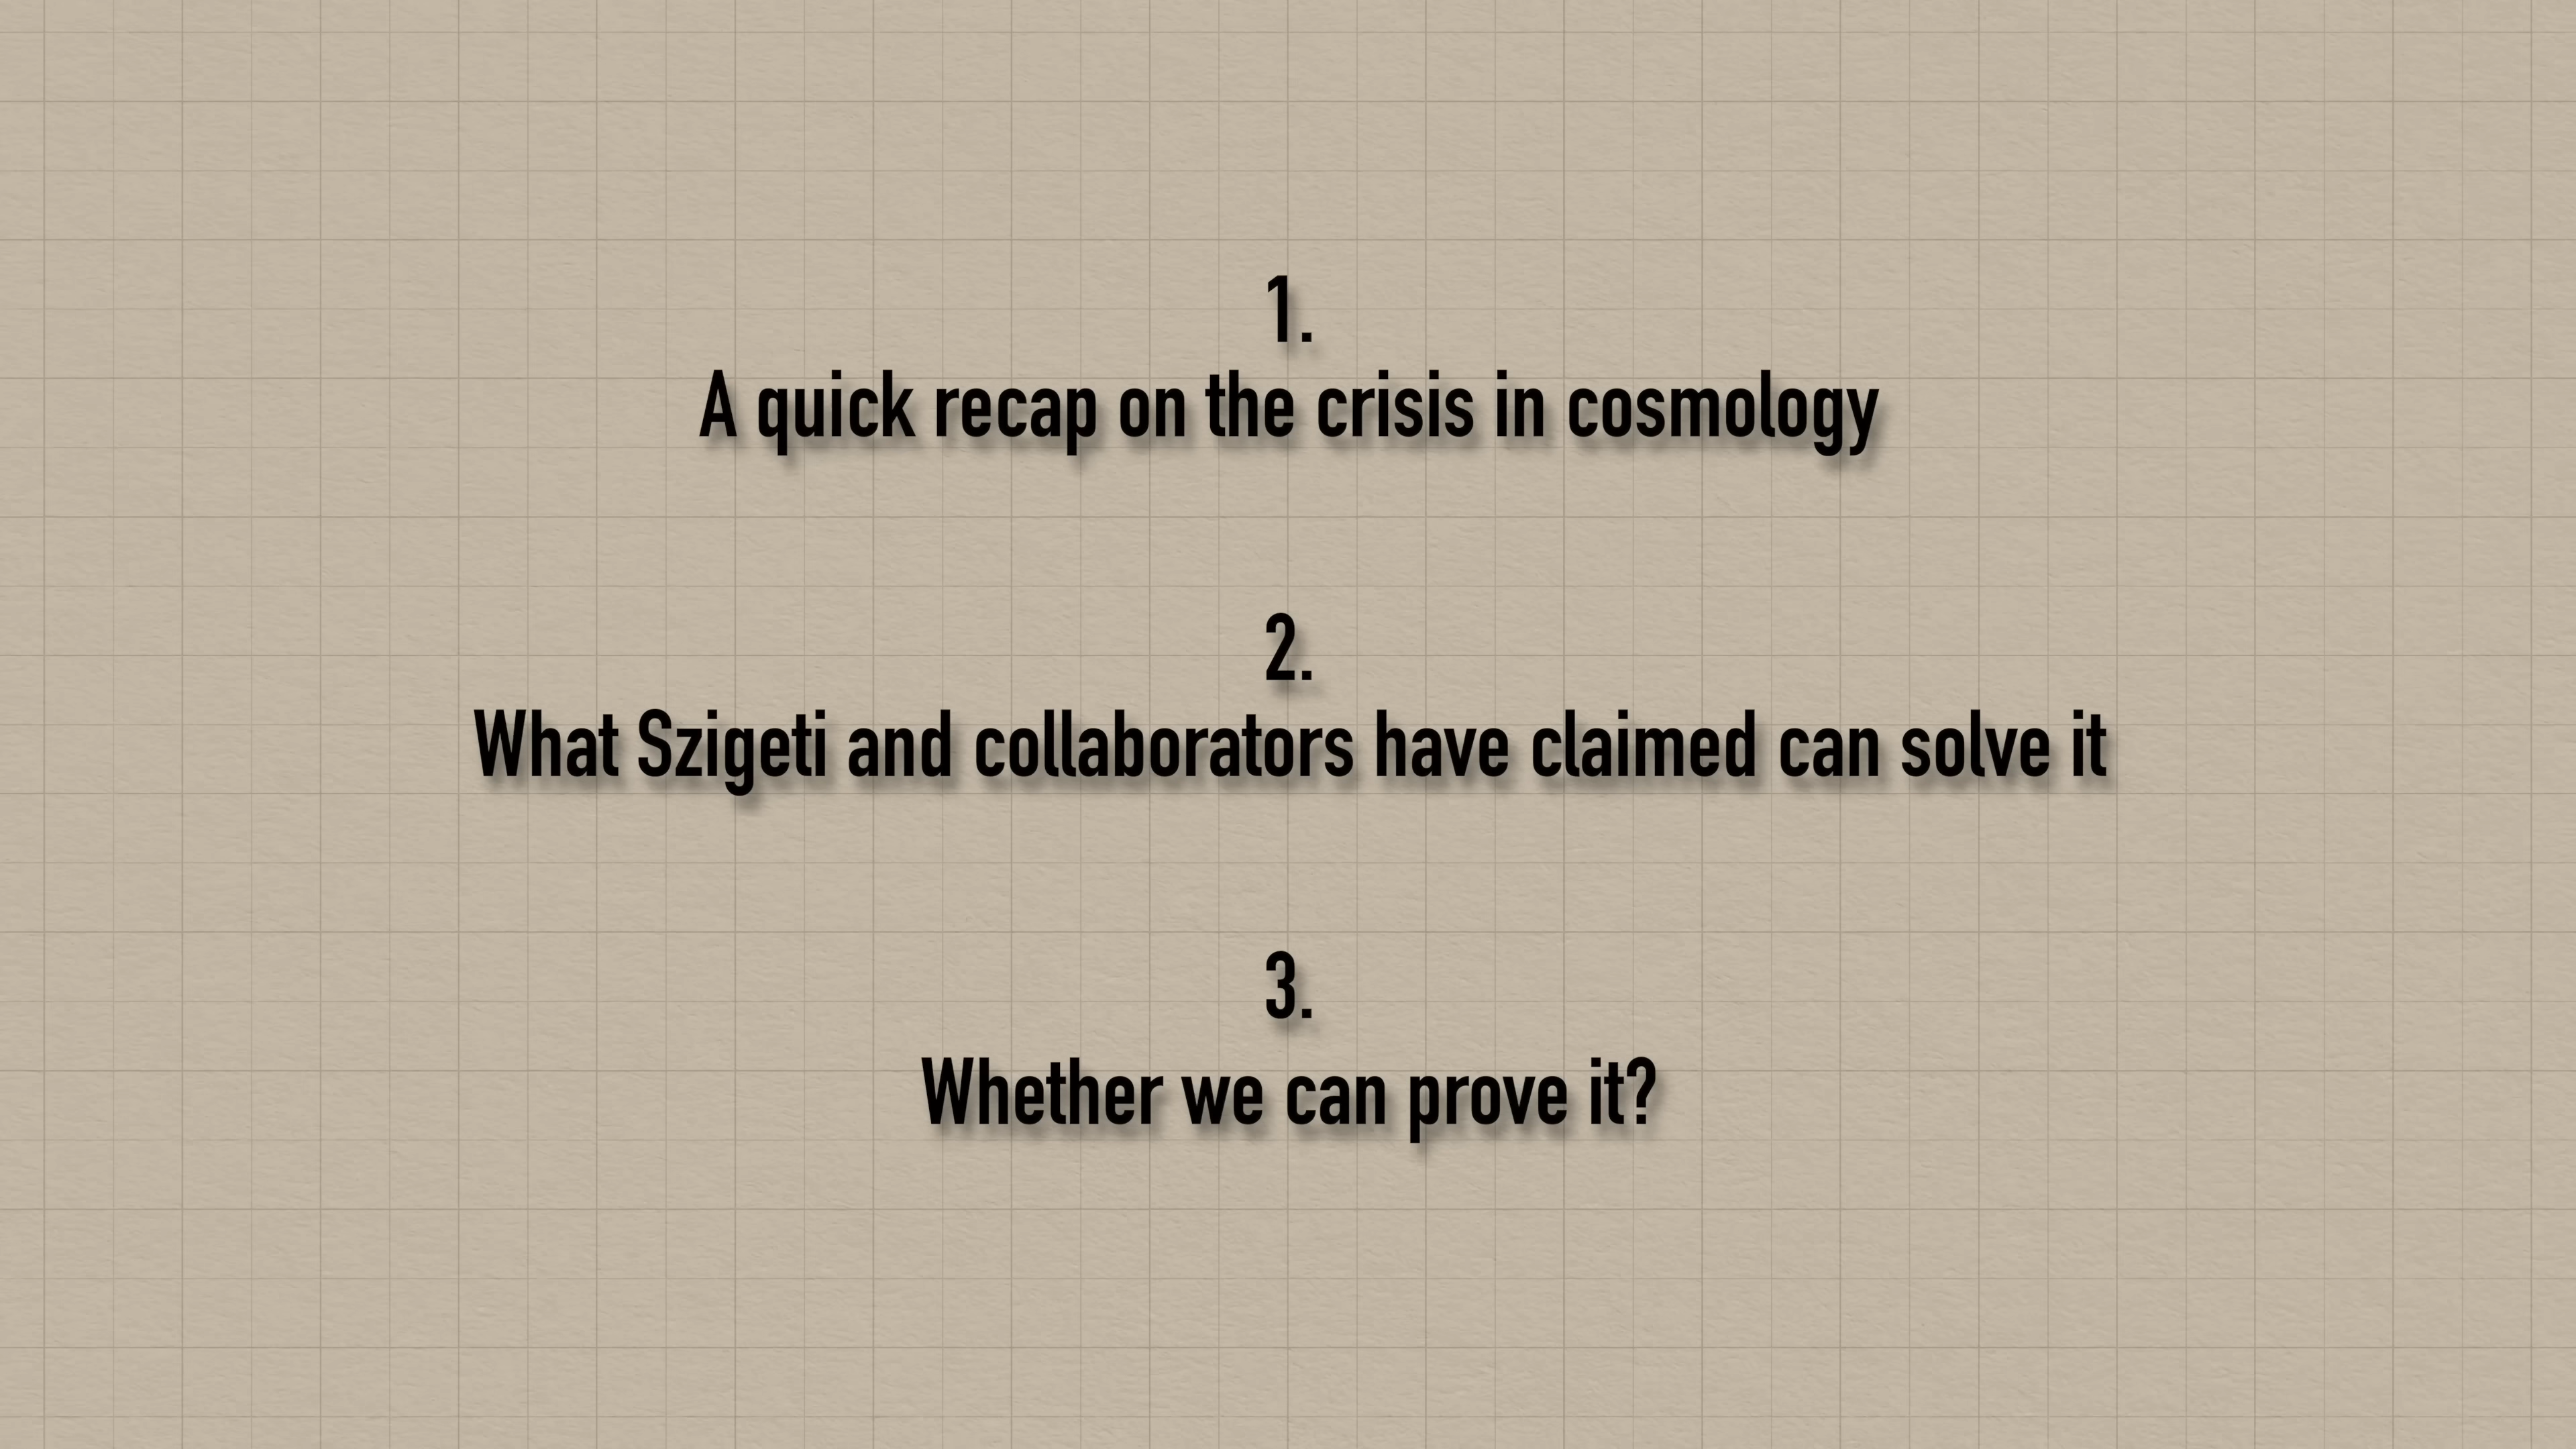 1.
A quick recap on the crisis in cosmology
2.
What Szigeti and collaborators have claimed can solve it
3.
Whether we can prove it?